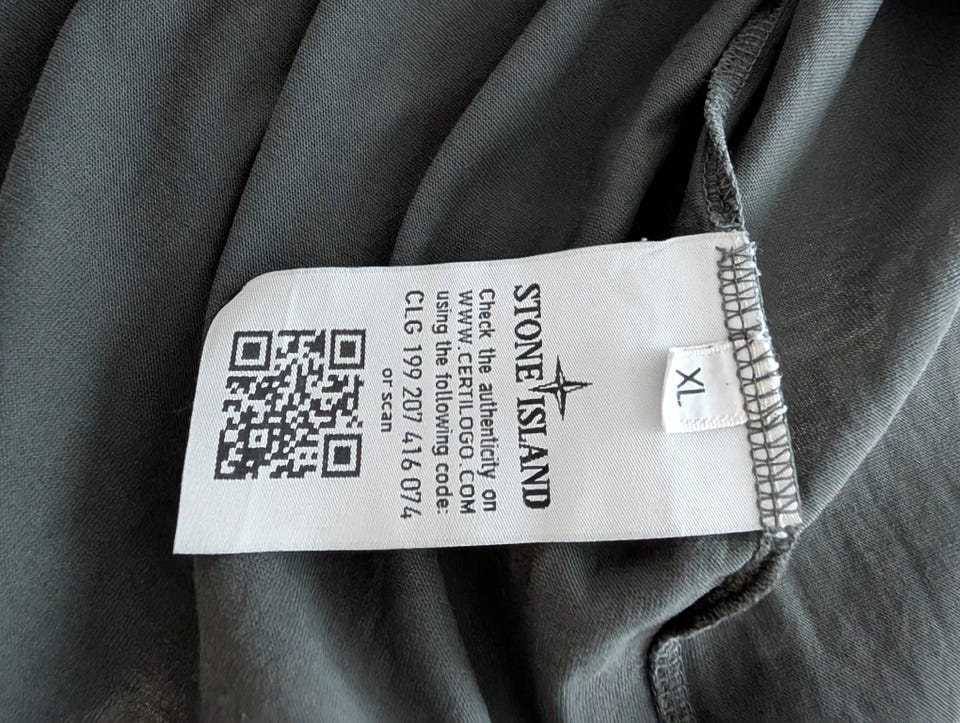 XL
STONE ISLAND
Check the authenticity on
WWW.CERTILOGO.COM
using the following code:
CLG 199 207 416 074
or scan